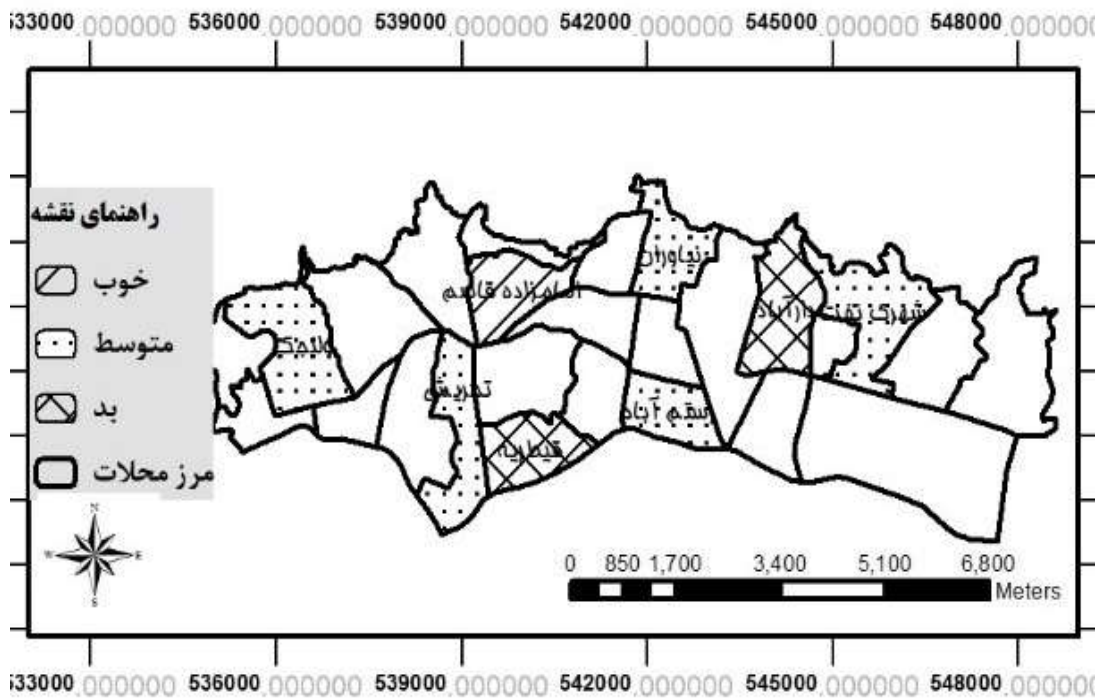 533000.000000 536000.000000 539000.000000 542000.000000 545000.000000 548000.000000
راهنمای نقشه
خوب
متوسط
بد
مرز محلات
نیاوران
امامزاده قاسم
دارآباد
شهرک نفت
ولنجک
تجریش
قیطریه
N
W E
S
0 850 1,700 3,400 5,100 6,800
Meters
533000.000000 536000.000000 539000.000000 542000.000000 545000.000000 548000.000000